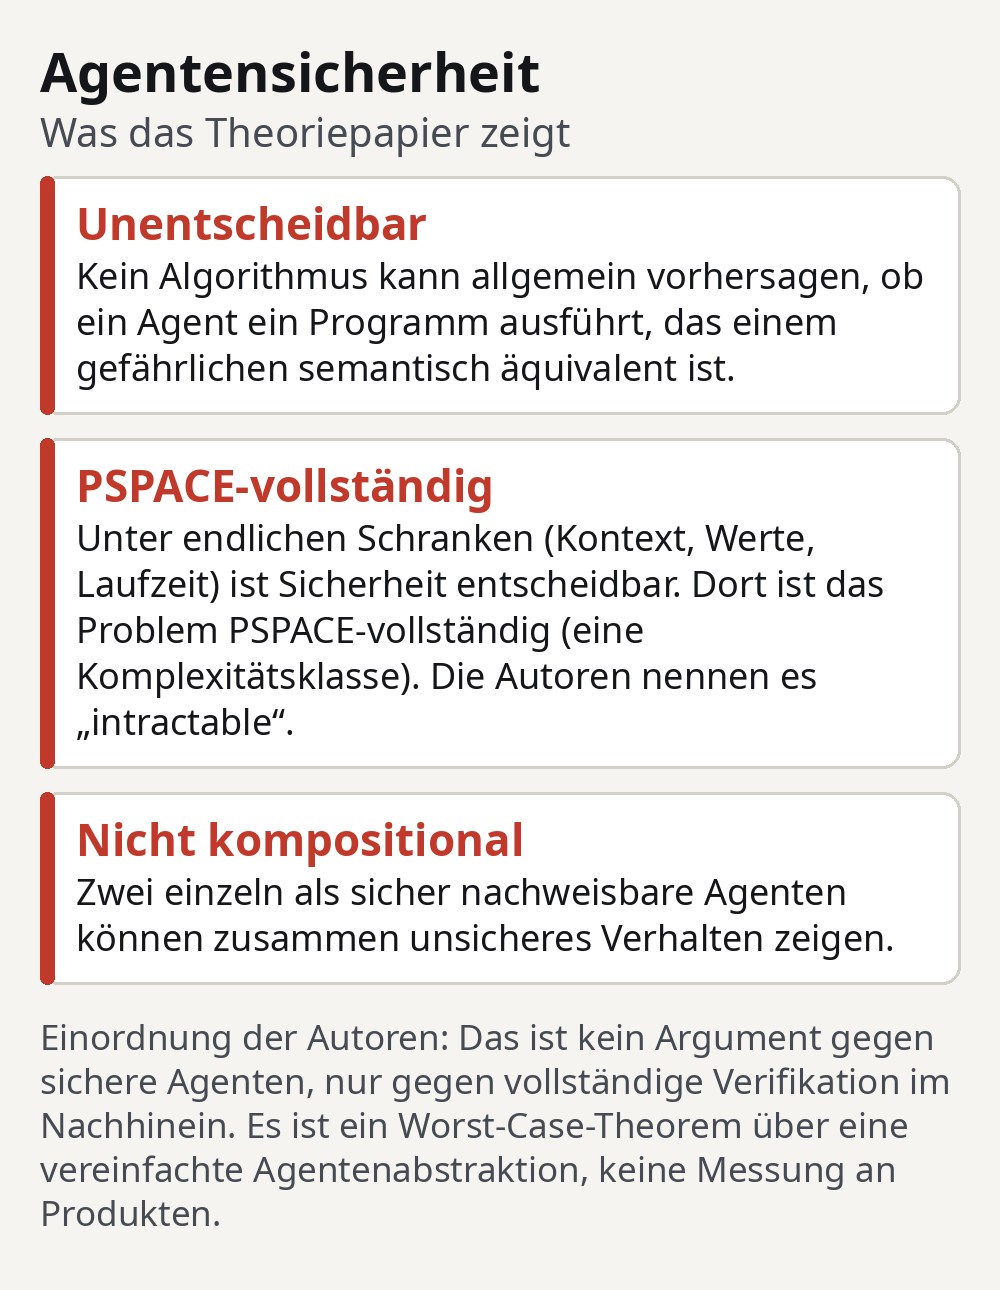 Agentensicherheit
Was das Theoriepapier zeigt
Unentscheidbar
Kein Algorithmus kann allgemein vorhersagen, ob
ein Agent ein Programm ausführt, das einem
gefährlichen semantisch äquivalent ist.
PSPACE-vollständig
Unter endlichen Schranken (Kontext, Werte,
Laufzeit) ist Sicherheit entscheidbar. Dort ist das
Problem PSPACE-vollständig (eine
Komplexitätsklasse). Die Autoren nennen es
„intractable“.
Nicht kompositional
Zwei einzeln als sicher nachweisbare Agenten
können zusammen unsicheres Verhalten zeigen.
Einordnung der Autoren: Das ist kein Argument gegen
sichere Agenten, nur gegen vollständige Verifikation im
Nachhinein. Es ist ein Worst-Case-Theorem über eine
vereinfachte Agentenabstraktion, keine Messung an
Produkten.